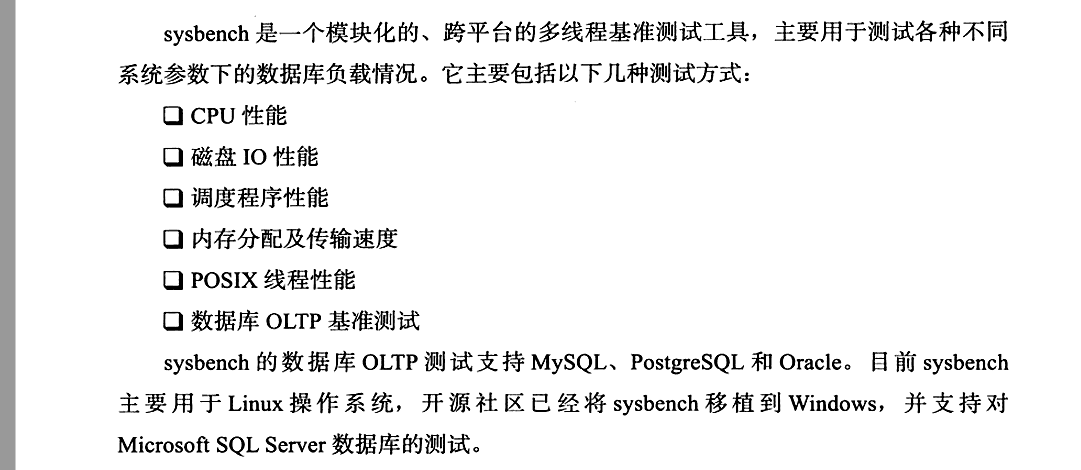 sysbench 是一个模块化的、跨平台的多线程基准测试工具，主要用于测试各种不同
系统参数下的数据库负载情况。它主要包括以下几种测试方式：
❑ CPU 性能
❑ 磁盘 IO 性能
❑ 调度程序性能
❑ 内存分配及传输速度
❑ POSIX 线程性能
❑ 数据库 OLTP 基准测试
sysbench 的数据库 OLTP 测试支持 MySQL、PostgreSQL 和 Oracle。目前 sysbench
主要用于 Linux 操作系统，开源社区已经将 sysbench 移植到 Windows，并支持对
Microsoft SQL Server 数据库的测试。